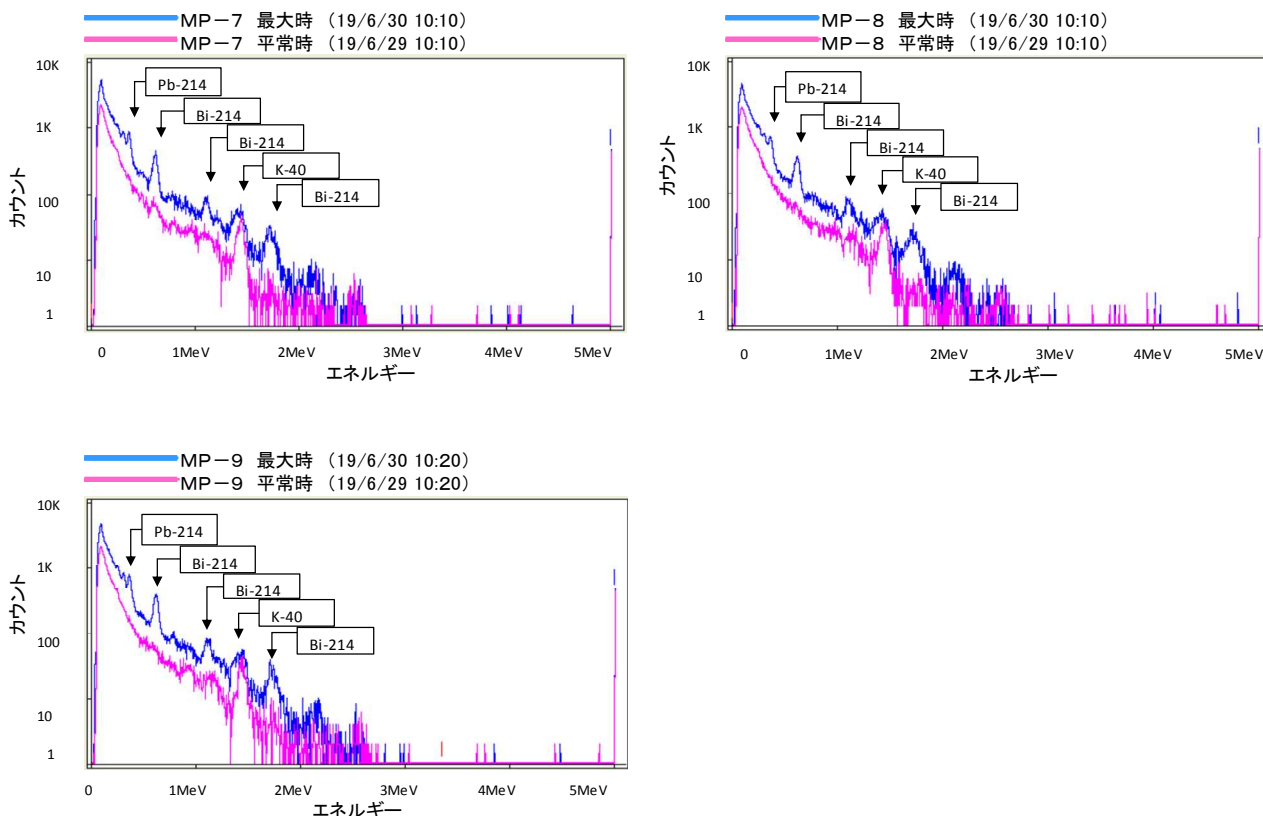 MP-7 最大時 (19/6/30 10:10)
MP-7 平常時 (19/6/29 10:10)
10K
1K
100
10
1
カウント
Pb-214
Bi-214
Bi-214
K-40
Bi-214
0 1MeV 2MeV 3MeV 4MeV 5MeV
エネルギー
MP-8 最大時 (19/6/30 10:10)
MP-8 平常時 (19/6/29 10:10)
10K
1K
100
10
1
カウント
Pb-214
Bi-214
Bi-214
K-40
Bi-214
0 1MeV 2MeV 3MeV 4MeV 5MeV
エネルギー
MP-9 最大時 (19/6/30 10:20)
MP-9 平常時 (19/6/29 10:20)
10K
1K
100
10
1
カウント
Pb-214
Bi-214
Bi-214
K-40
Bi-214
0 1MeV 2MeV 3MeV 4MeV 5MeV
エネルギー